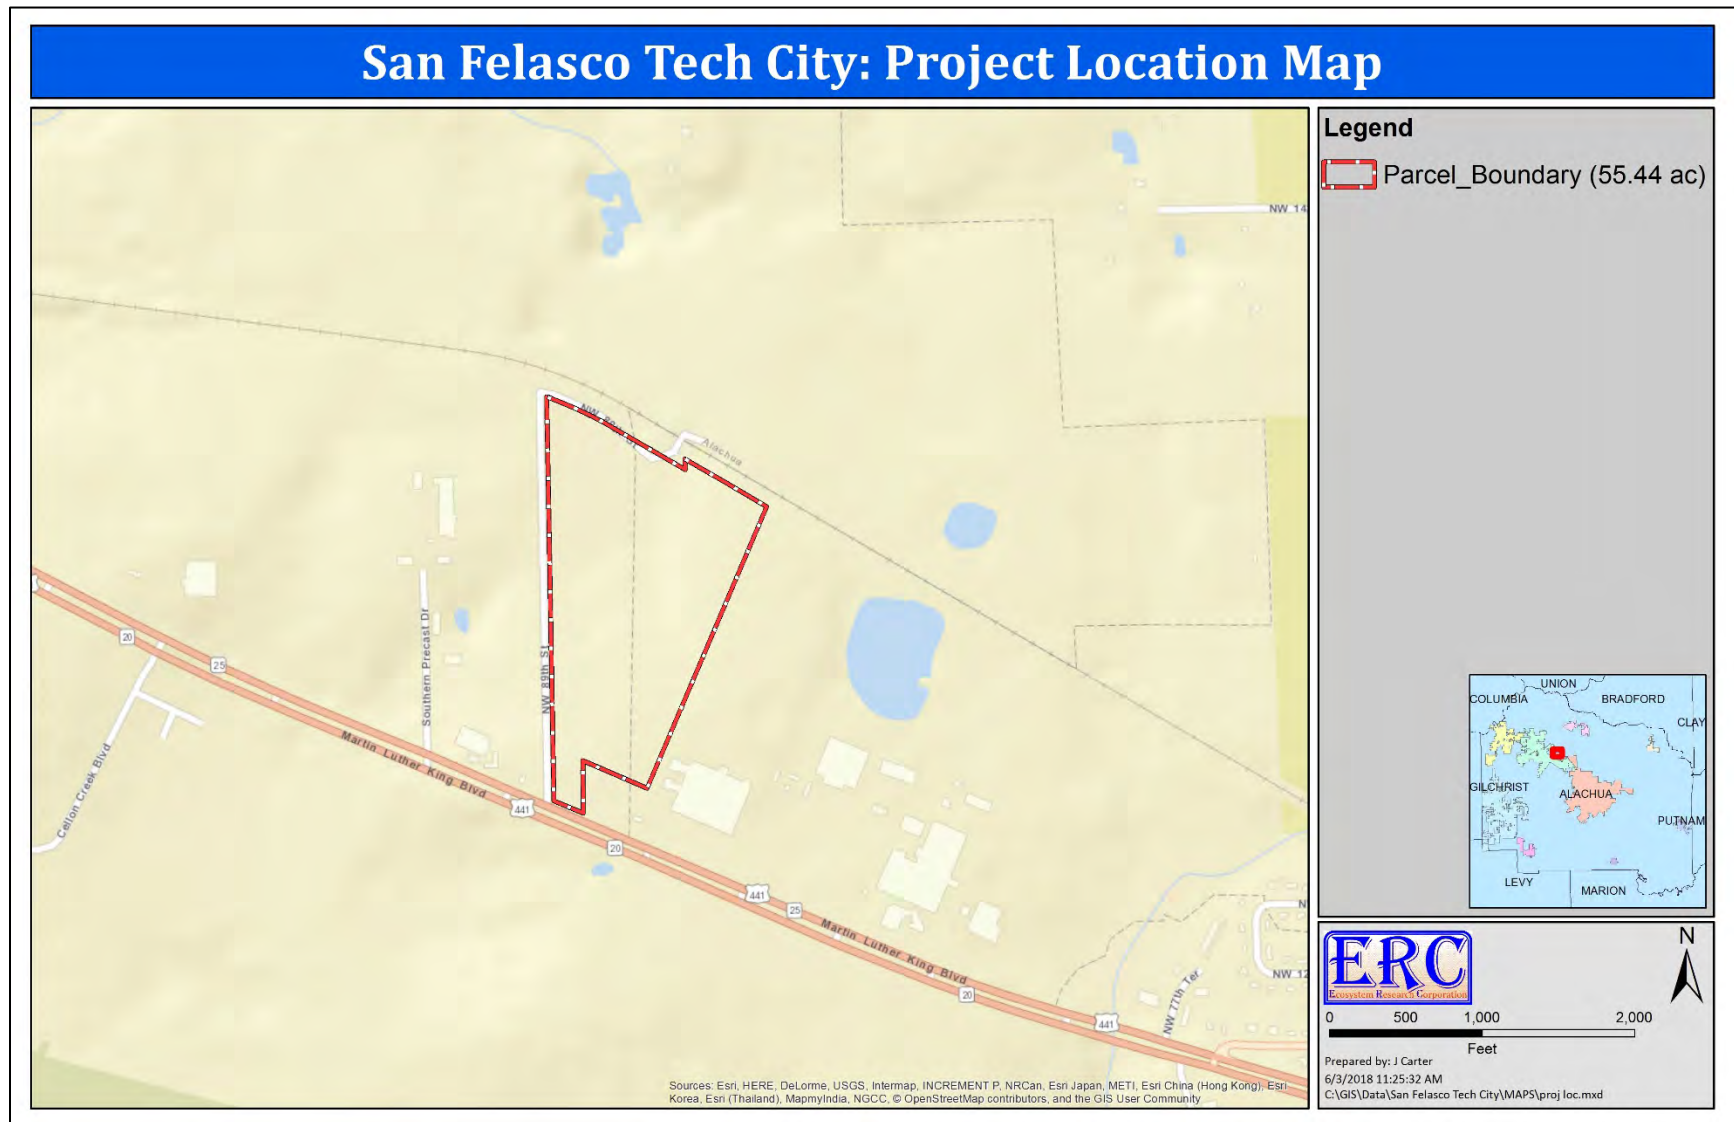 San Felasco Tech City: Project Location Map
Legend
Parcel_Boundary (55.44 ac)
NW 14
Alachua
NW 89th St
Southern Precast Dr
20
25
Cellon Creek Blvd
Martin Luther King Blvd
441
20
441
25
Martin Luther King Blvd
20
441
NW 77th Ter
N
NW 12
Sources: Esri, HERE, DeLorme, USGS, Intermap, INCREMENT P, NRCan, Esri Japan, METI, Esri China (Hong Kong), Esri
Korea, Esri (Thailand), MapmyIndia, NGCC, © OpenStreetMap contributors, and the GIS User Community
UNION
COLUMBIA
BRADFORD
CLAY
GILCHRIST
ALACHUA
PUTNAM
LEVY
MARION
ERC
Ecosystem Research Corporation
N
0 500 1,000 2,000
Feet
Prepared by: J Carter
6/3/2018 11:25:32 AM
C:\GIS\Data\San Felasco Tech City\MAPS\proj loc.mxd